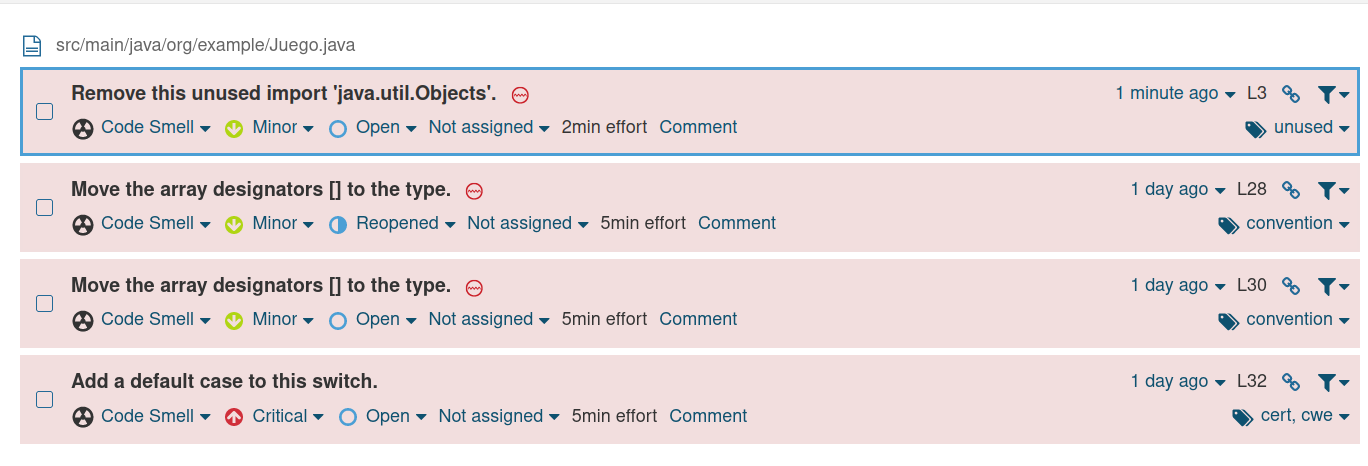 src/main/java/org/example/Juego.java
Remove this unused import 'java.util.Objects'. 1 minute ago L3
Code Smell Minor Open Not assigned 2min effort Comment unused
Move the array designators [] to the type. 1 day ago L28
Code Smell Minor Reopened Not assigned 5min effort Comment convention
Move the array designators [] to the type. 1 day ago L30
Code Smell Minor Open Not assigned 5min effort Comment convention
Add a default case to this switch. 1 day ago L32
Code Smell Critical Open Not assigned 5min effort Comment cert, cwe